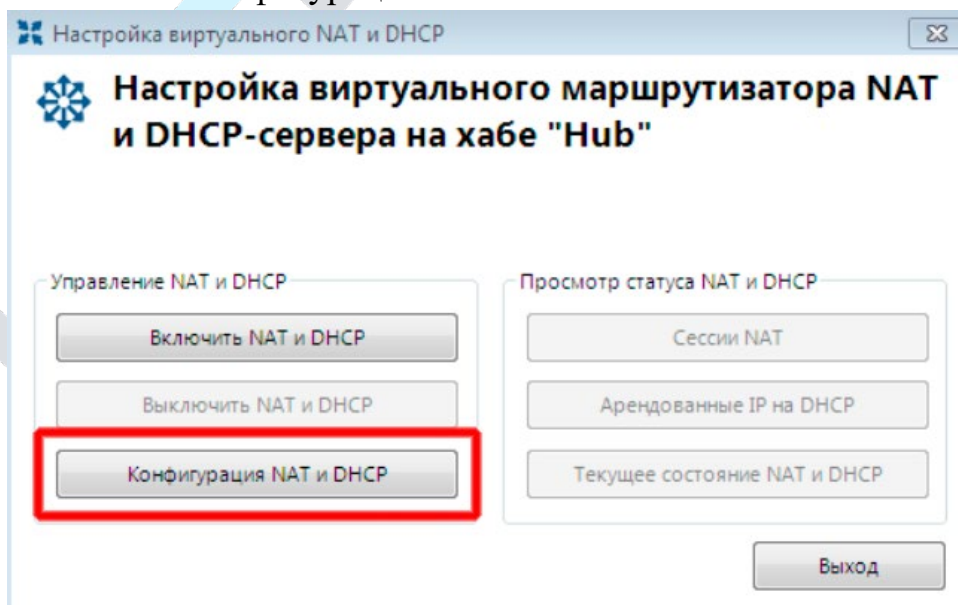 Настройка виртуального NAT и DHCP
Настройка виртуального маршрутизатора NAT
и DHCP-сервера на хабе "Hub"
Управление NAT и DHCP
Включить NAT и DHCP
Выключить NAT и DHCP
Конфигурация NAT и DHCP
Просмотр статуса NAT и DHCP
Сессии NAT
Арендованные IP на DHCP
Текущее состояние NAT и DHCP
Выход